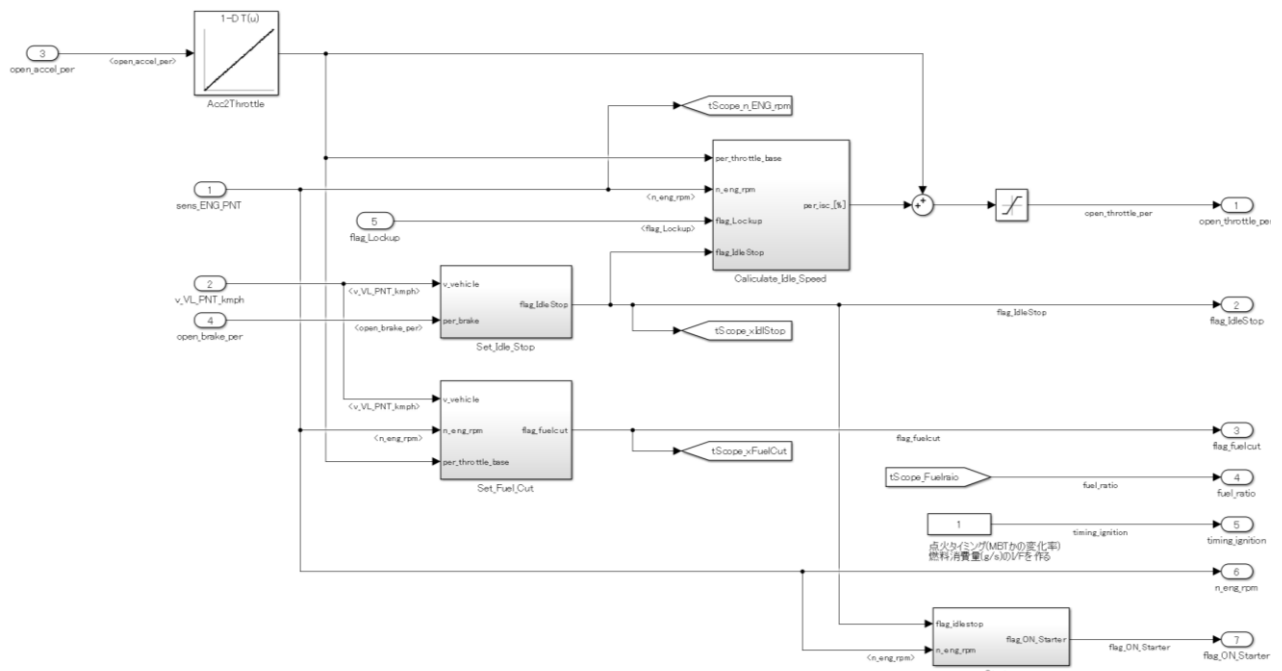 1-D T(u)
3
open_accel_per
<open_accel_per>
Acc2Throttle
tScope_n_ENG_rpm
per_throttle_base
n_eng_rpm
flag_Lockup
flag_IdleStop
per_isc_[%]
Caliculate_Idle_Speed
1
sens_ENG_PNT
<n_eng_rpm>
5
flag_Lockup
<flag_Lockup>
++
open_throttle_per
1
open_throttle_per
2
v_VL_PNT_kmph
<v_VL_PNT_kmph>
4
open_brake_per
<open_brake_per>
v_vehicle
per_brake
flag_IdleStop
Set_Idle_Stop
tScope_xIdlStop
flag_IdleStop
2
flag_IdleStop
<v_VL_PNT_kmph>
<n_eng_rpm>
v_vehicle
n_eng_rpm
per_throttle_base
flag_fuelcut
Set_Fuel_Cut
tScope_xFuelCut
flag_fuelcut
3
flag_fuelcut
tScope_Fuelraio
fuel_ratio
4
fuel_ratio
1
timing_ignition
5
timing_ignition
点火タイミング(MBTかの変化率)
燃料消費量(g/s)のI/Fを作る
6
n_eng_rpm
flag_idlestop
n_eng_rpm
<n_eng_rpm>
flag_ON_Starter
flag_ON_Starter
7
flag_ON_Starter